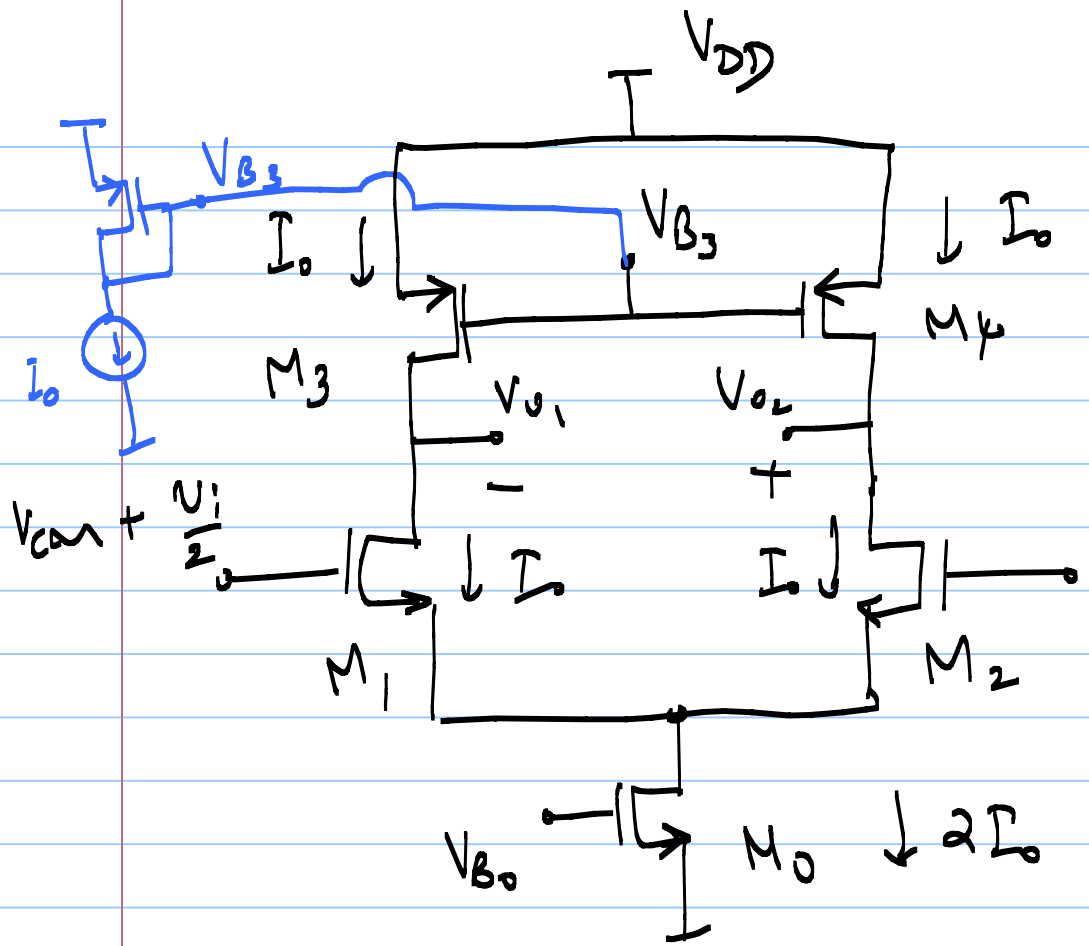 VDD
VB3
I0
VB3
I0
M3
M4
I0
Vo1
Vo2
− +
VCM + vi/2
I0
I0
M1
M2
VB0
M0
2I0